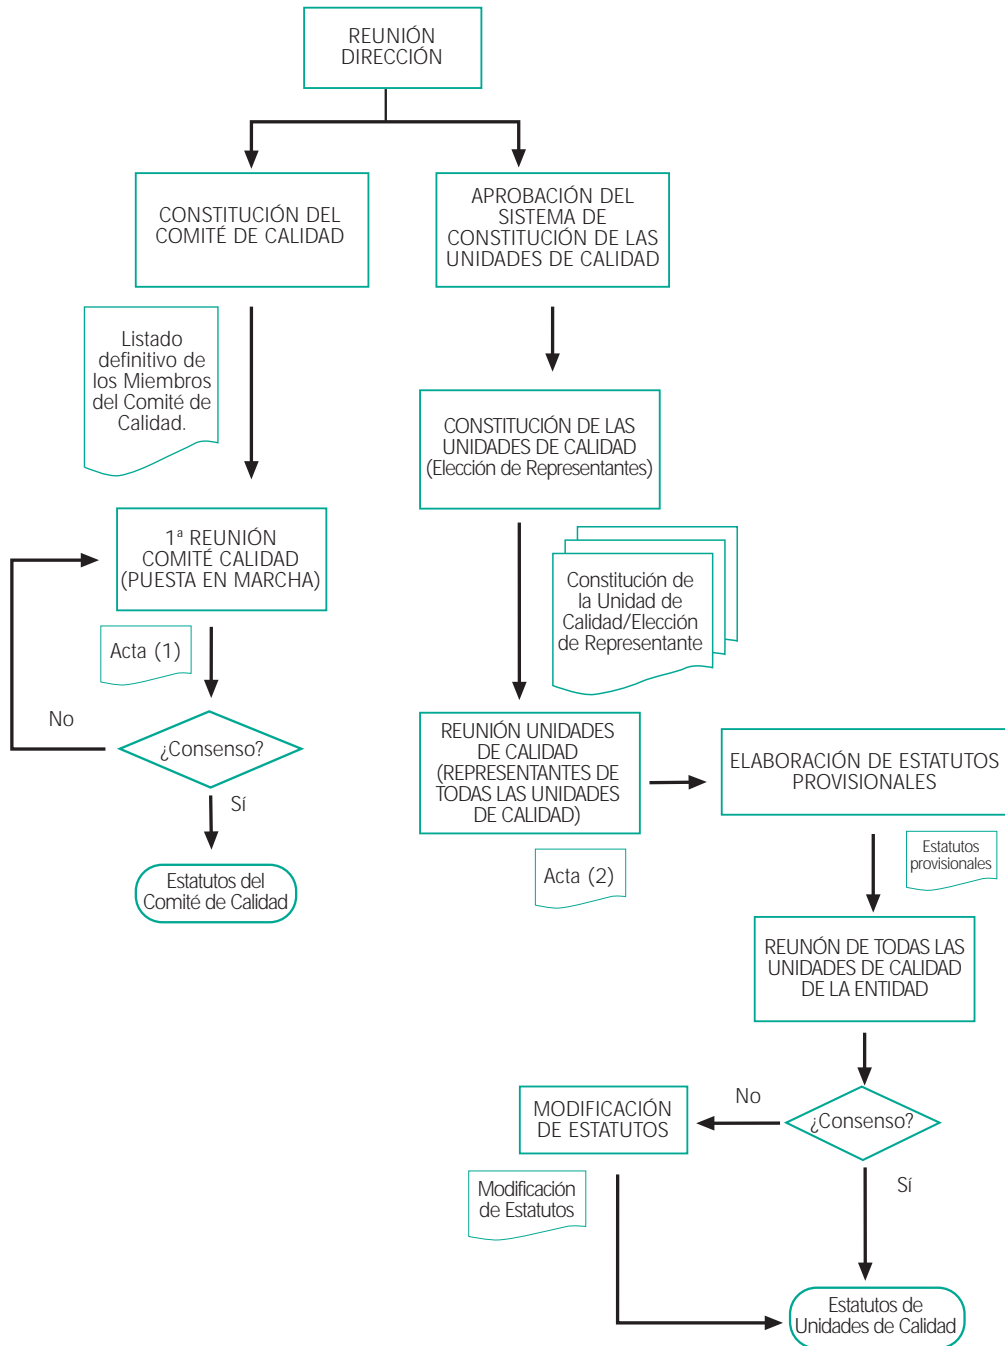 REUNIÓN
DIRECCIÓN
CONSTITUCIÓN DEL
COMITÉ DE CALIDAD
APROBACIÓN DEL
SISTEMA DE
CONSTITUCIÓN DE LAS
UNIDADES DE CALIDAD
Listado
definitivo de
los Miembros
del Comité de
Calidad.
CONSTITUCIÓN DE LAS
UNIDADES DE CALIDAD
(Elección de Representantes)
1ª REUNIÓN
COMITÉ CALIDAD
(PUESTA EN MARCHA)
Constitución de
la Unidad de
Calidad/Elección
de Representante
Acta (1)
No
¿Consenso?
Sí
Estatutos del
Comité de Calidad
REUNIÓN UNIDADES
DE CALIDAD
(REPRESENTANTES DE
TODAS LAS UNIDADES
DE CALIDAD)
ELABORACIÓN DE ESTATUTOS
PROVISIONALES
Acta (2)
Estatutos
provisionales
REUNÓN DE TODAS LAS
UNIDADES DE CALIDAD
DE LA ENTIDAD
No
¿Consenso?
MODIFICACIÓN
DE ESTATUTOS
Modificación
de Estatutos
Sí
Estatutos de
Unidades de Calidad